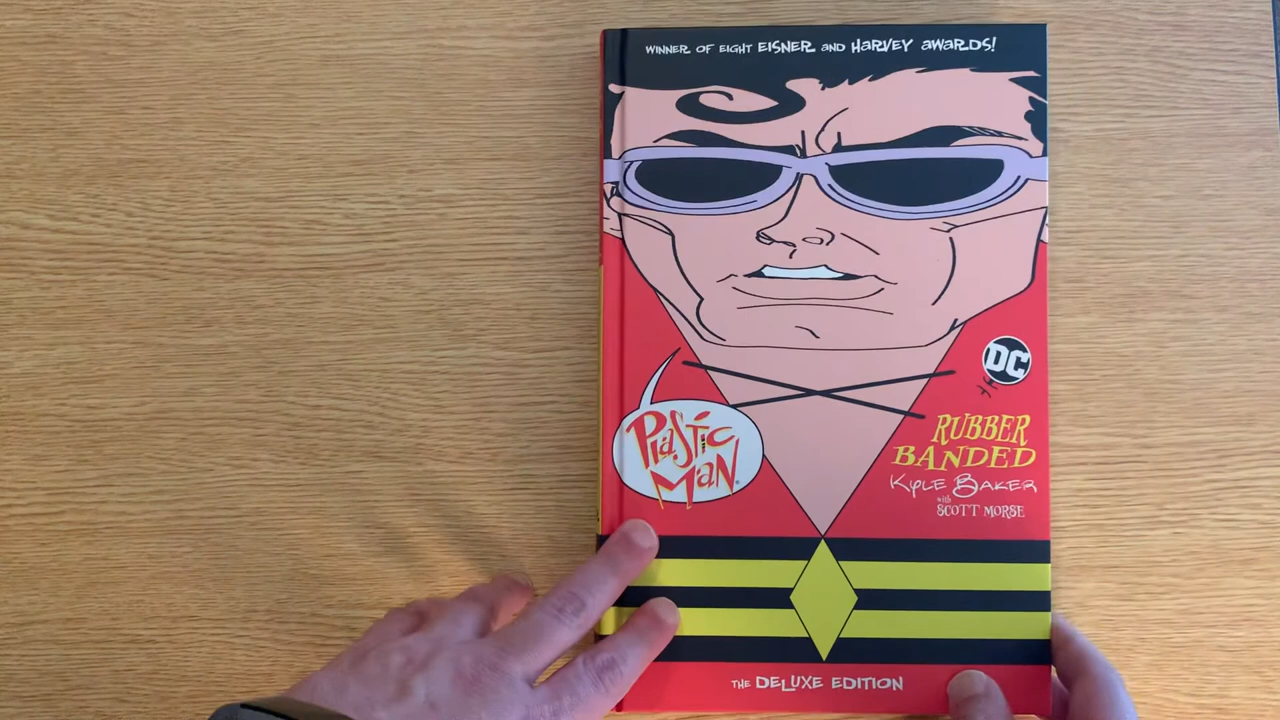 WINNER OF EIGHT EISNER AND HARVEY AWARDS!
DC
PLASTIC
MAN
RUBBER
BANDED
KYLE BAKER
with
SCOTT MORSE
THE DELUXE EDITION